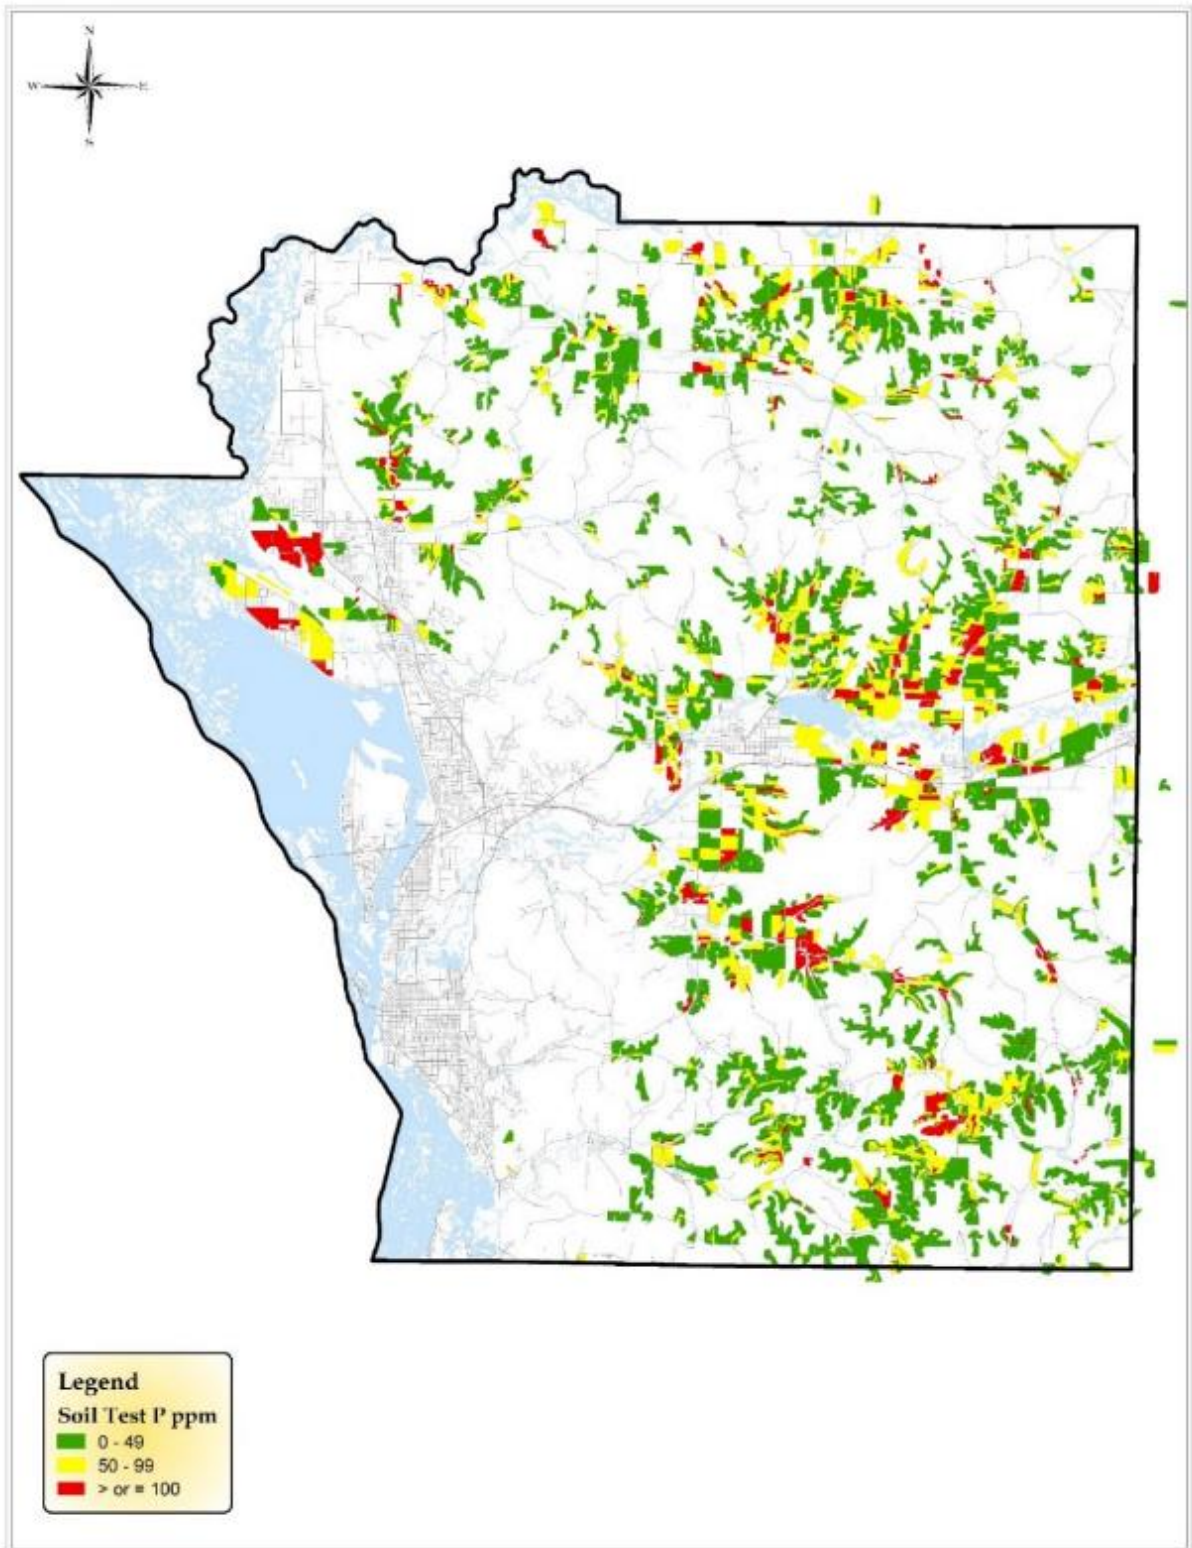 N
W E
S
Legend
Soil Test P ppm
0 - 49
50 - 99
> or = 100